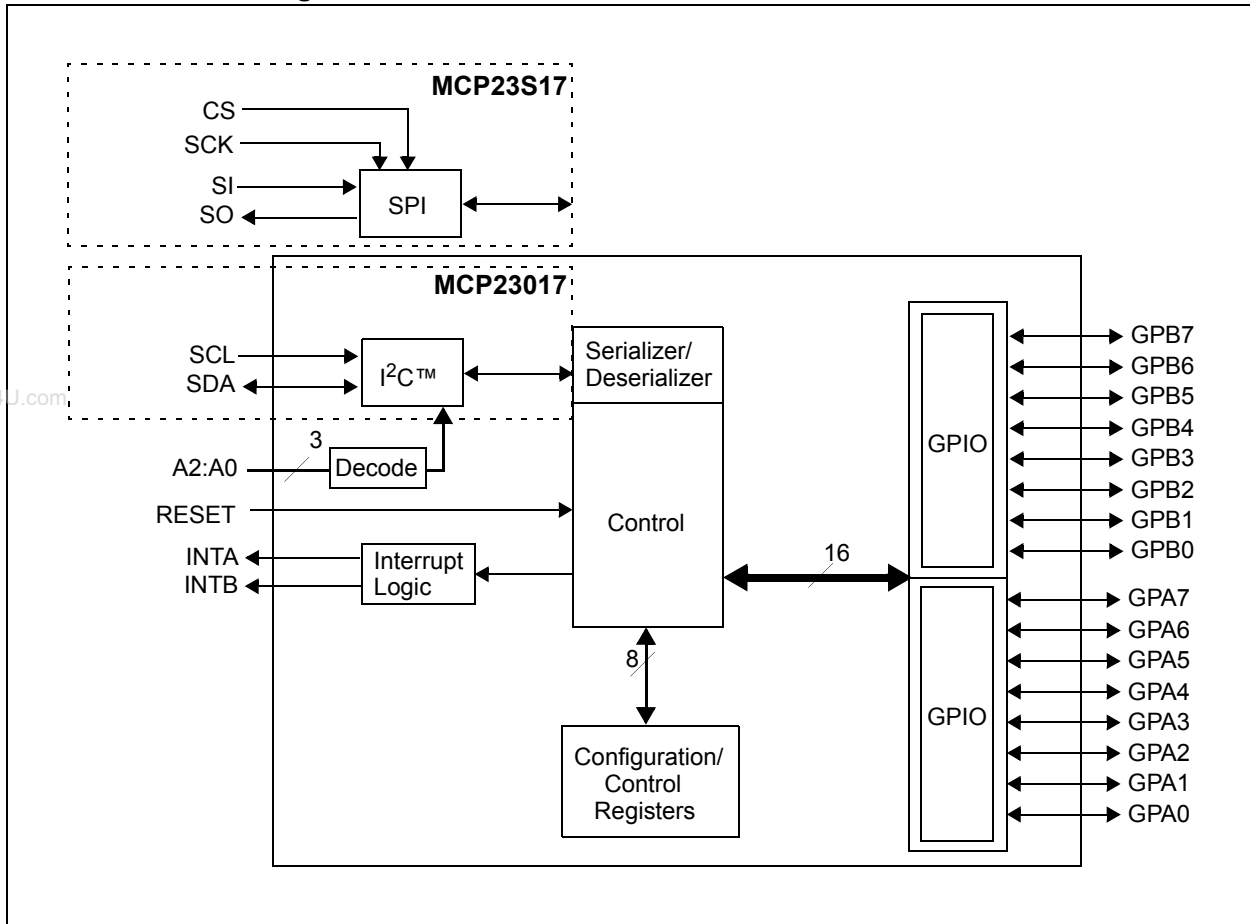 MCP23S17
CS
SCK
SI
SO
SPI
MCP23017
SCL
SDA
I²C™
Serializer/
Deserializer
3
A2:A0
Decode
RESET
Control
INTA
INTB
Interrupt
Logic
16
8
Configuration/
Control
Registers
GPIO
GPB7
GPB6
GPB5
GPB4
GPB3
GPB2
GPB1
GPB0
GPIO
GPA7
GPA6
GPA5
GPA4
GPA3
GPA2
GPA1
GPA0
U.com